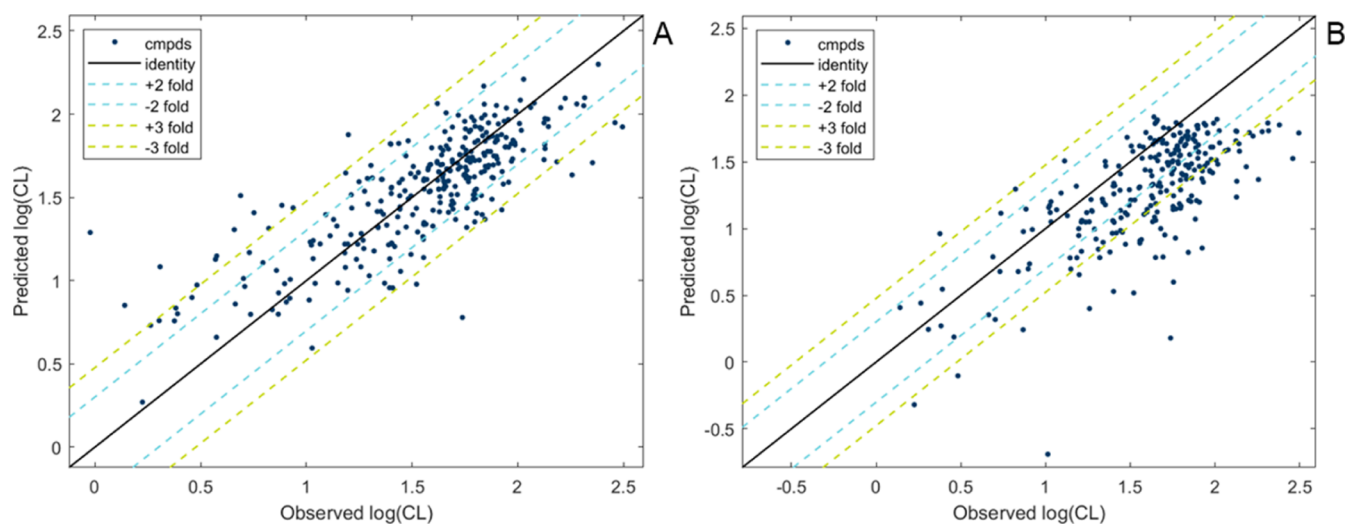 A
cmpds
identity
+2 fold
-2 fold
+3 fold
-3 fold
2.5
2
1.5
1
0.5
0
Predicted log(CL)
0 0.5 1 1.5 2 2.5
Observed log(CL)
B
cmpds
identity
+2 fold
-2 fold
+3 fold
-3 fold
2.5
2
1.5
1
0.5
0
-0.5
Predicted log(CL)
-0.5 0 0.5 1 1.5 2 2.5
Observed log(CL)